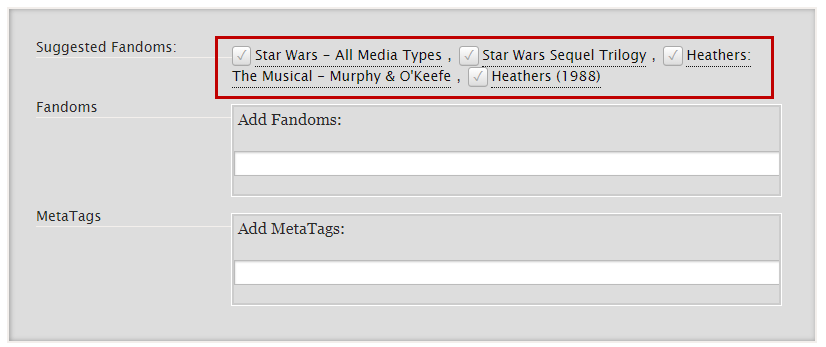 Suggested Fandoms:
Star Wars - All Media Types , Star Wars Sequel Trilogy , Heathers:
The Musical - Murphy & O'Keefe , Heathers (1988)
Fandoms
Add Fandoms:
MetaTags
Add MetaTags: